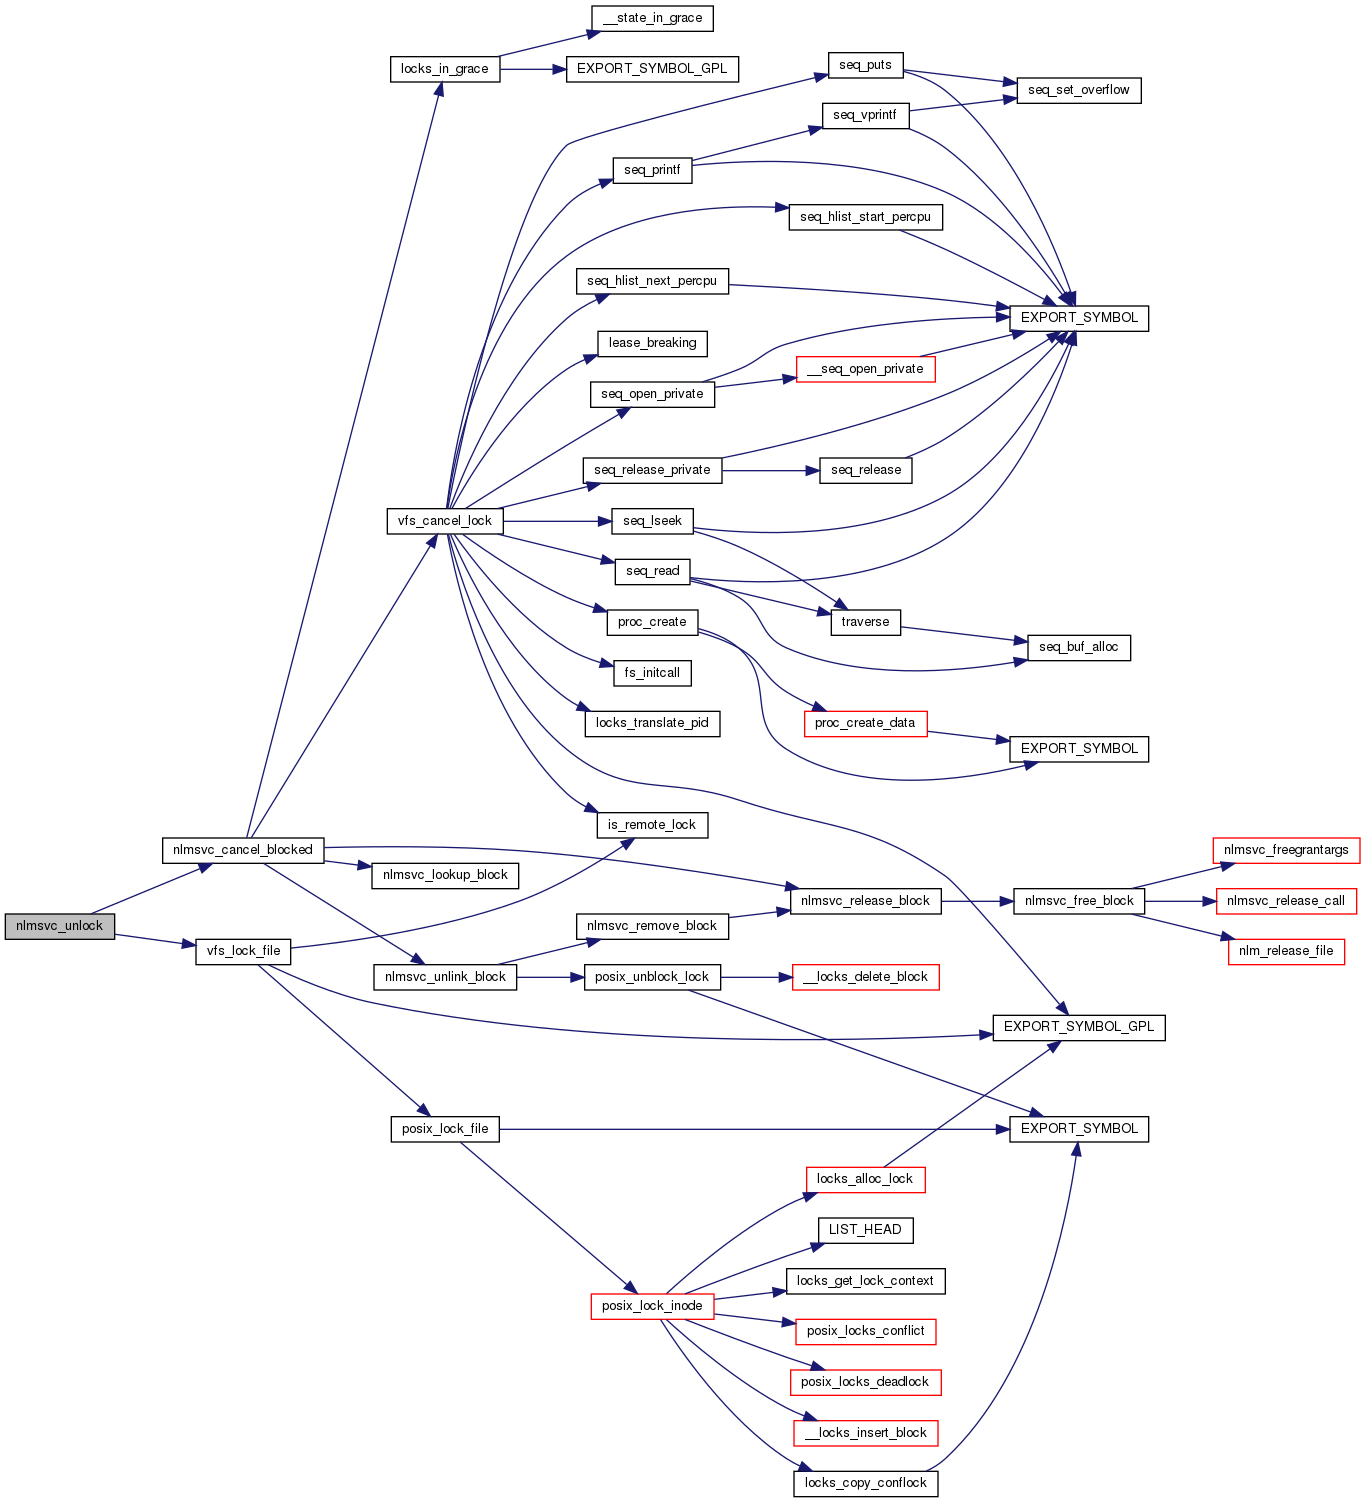 __state_in_grace
locks_in_grace
EXPORT_SYMBOL_GPL
seq_puts
seq_set_overflow
seq_vprintf
seq_printf
seq_hlist_start_percpu
seq_hlist_next_percpu
EXPORT_SYMBOL
lease_breaking
__seq_open_private
seq_open_private
seq_release_private
seq_release
vfs_cancel_lock
seq_lseek
seq_read
proc_create
traverse
seq_buf_alloc
fs_initcall
locks_translate_pid
proc_create_data
EXPORT_SYMBOL
is_remote_lock
nlmsvc_cancel_blocked
nlmsvc_freegrantargs
nlmsvc_lookup_block
nlmsvc_release_block
nlmsvc_free_block
nlmsvc_release_call
nlmsvc_unlock
nlmsvc_remove_block
vfs_lock_file
nlm_release_file
nlmsvc_unlink_block
posix_unblock_lock
__locks_delete_block
EXPORT_SYMBOL_GPL
posix_lock_file
EXPORT_SYMBOL
locks_alloc_lock
LIST_HEAD
locks_get_lock_context
posix_lock_inode
posix_locks_conflict
posix_locks_deadlock
__locks_insert_block
locks_copy_conflock